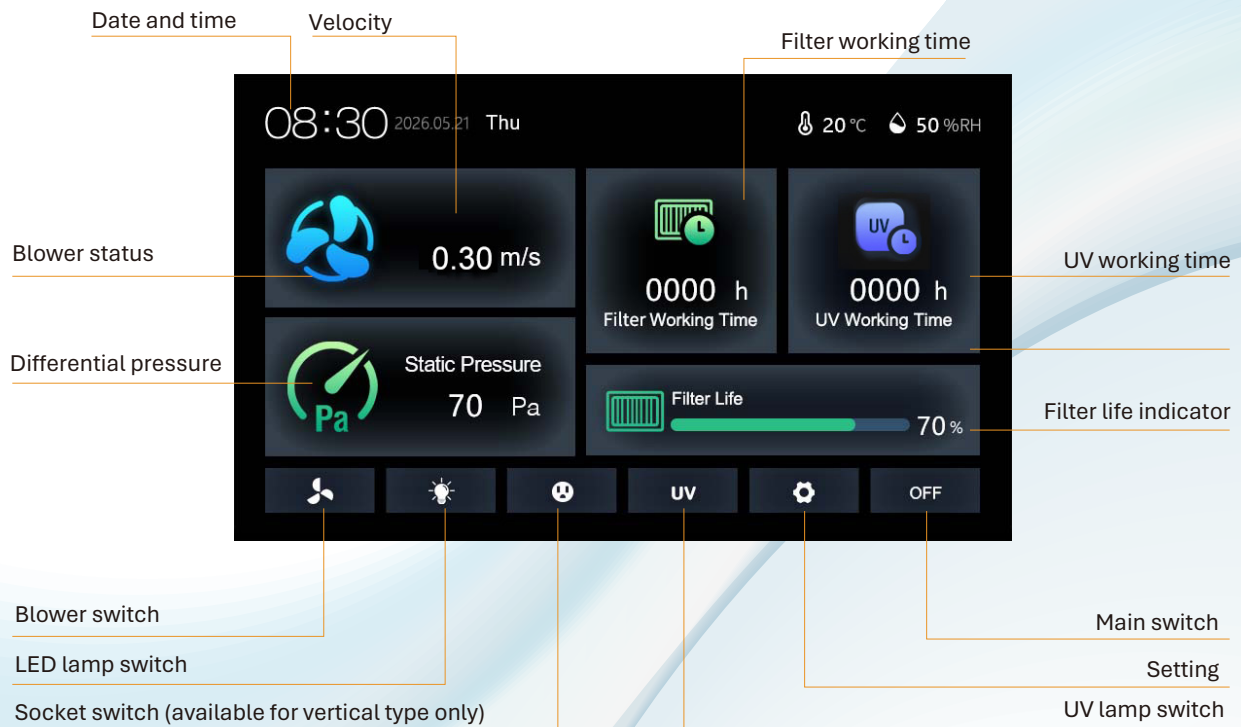 Date and time
Velocity
Filter working time
08:30 2026.05.21 Thu
20 °C 50 %RH
Blower status
0.30 m/s
0000 h
Filter Working Time
UV
0000 h
UV Working Time
UV working time
Differential pressure
Pa
Static Pressure
70 Pa
Filter Life
70 %
Filter life indicator
UV
OFF
Blower switch
Main switch
LED lamp switch
Setting
Socket switch (available for vertical type only)
UV lamp switch